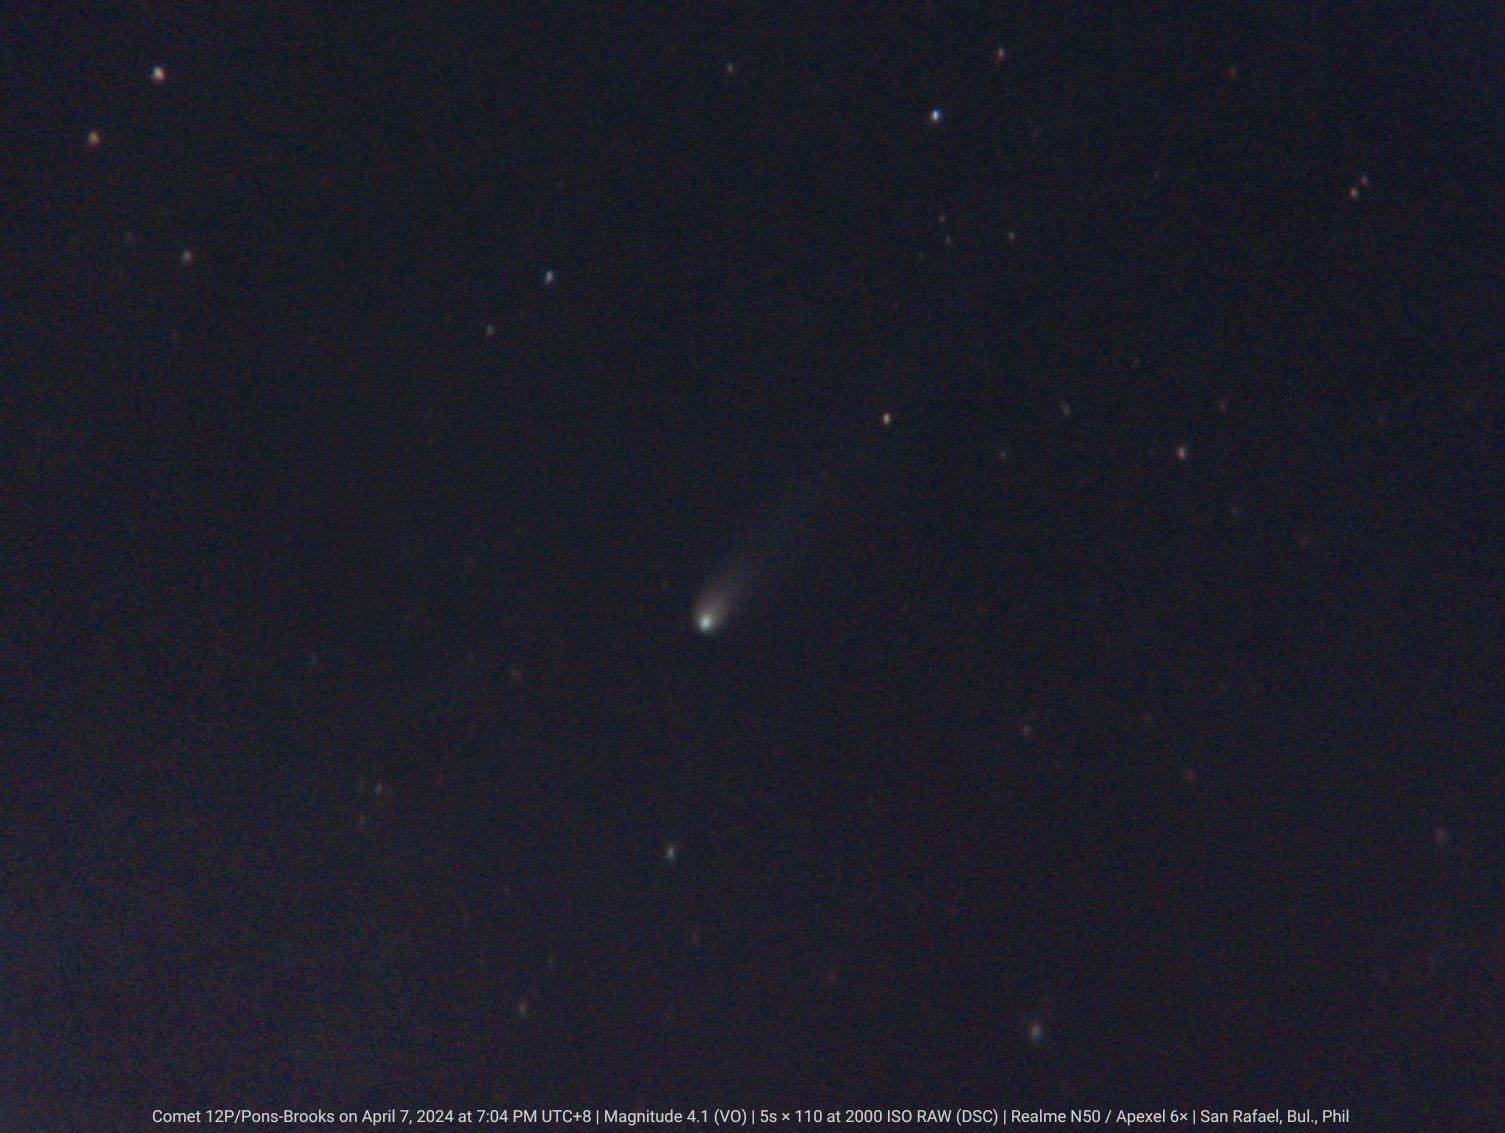 Comet 12P/Pons-Brooks on April 7, 2024 at 7:04 PM UTC+8 | Magnitude 4.1 (VO) | 5s × 110 at 2000 ISO RAW (DSC) | Realme N50 / Apexel 6× | San Rafael, Bul., Phil